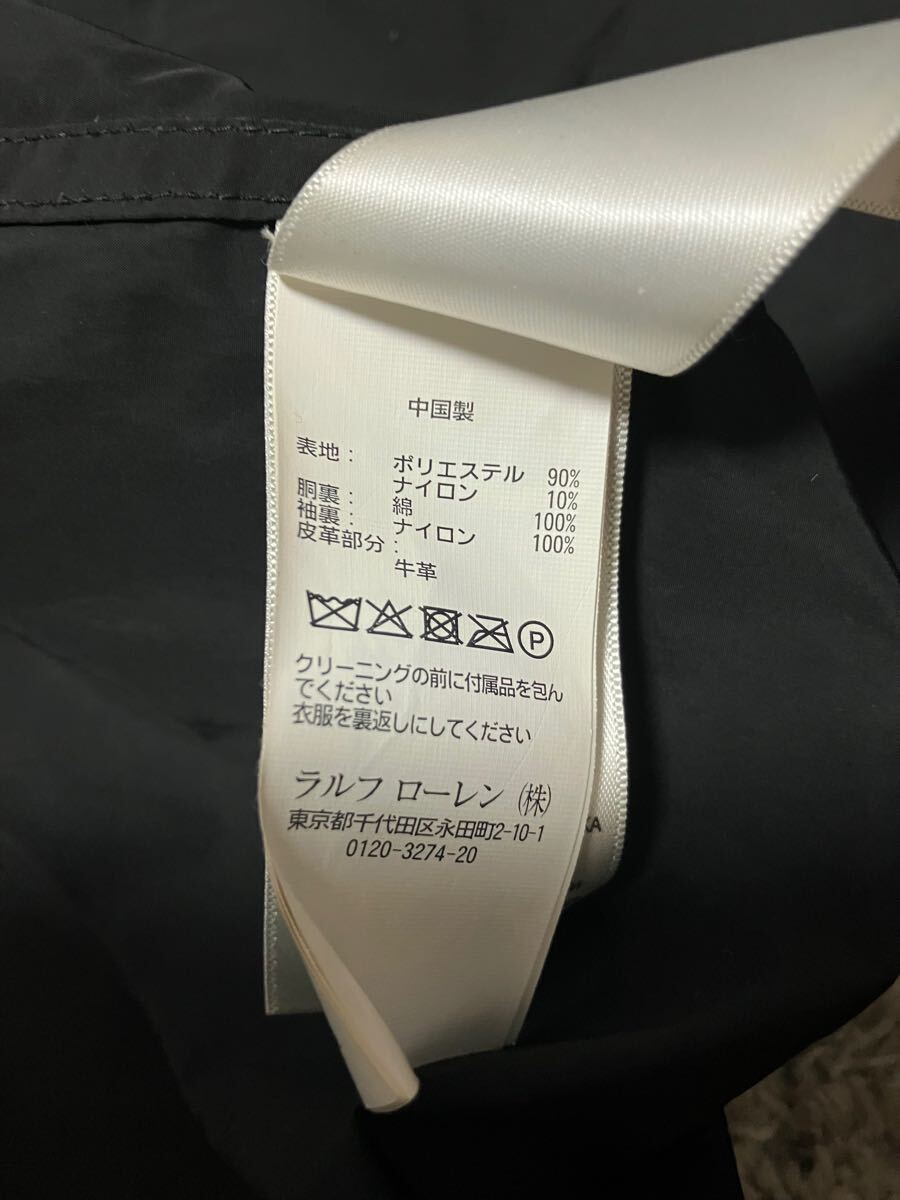 中国製
表地： ポリエステル 90%
ナイロン 10%
胴裏： 綿 100%
袖裏： ナイロン 100%
皮革部分：
牛革
P
クリーニングの前に付属品を包ん
でください
衣服を裏返しにしてください
ラルフ ローレン (株)
東京都千代田区永田町2-10-1
0120-3274-20
KA